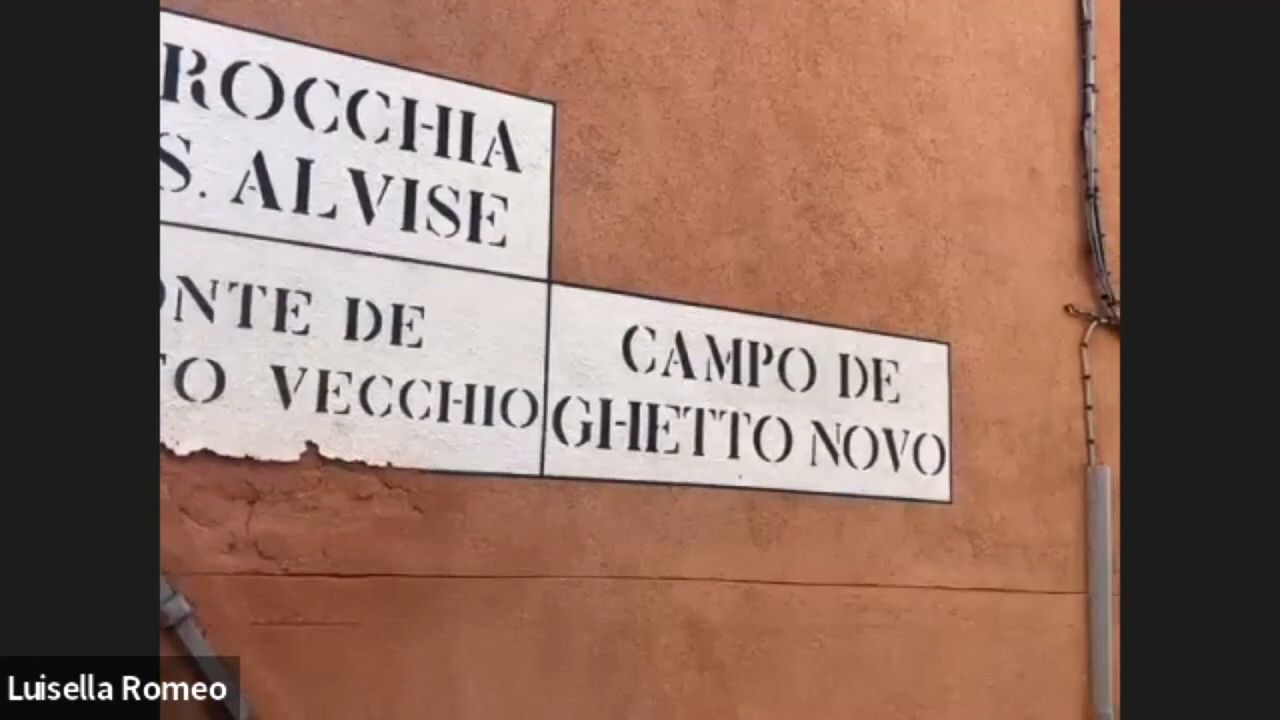 ROCCHIA
S. ALVISE
ONTE DE
TO VECCHIO
CAMPO DE
GHETTO NOVO
Luisella Romeo